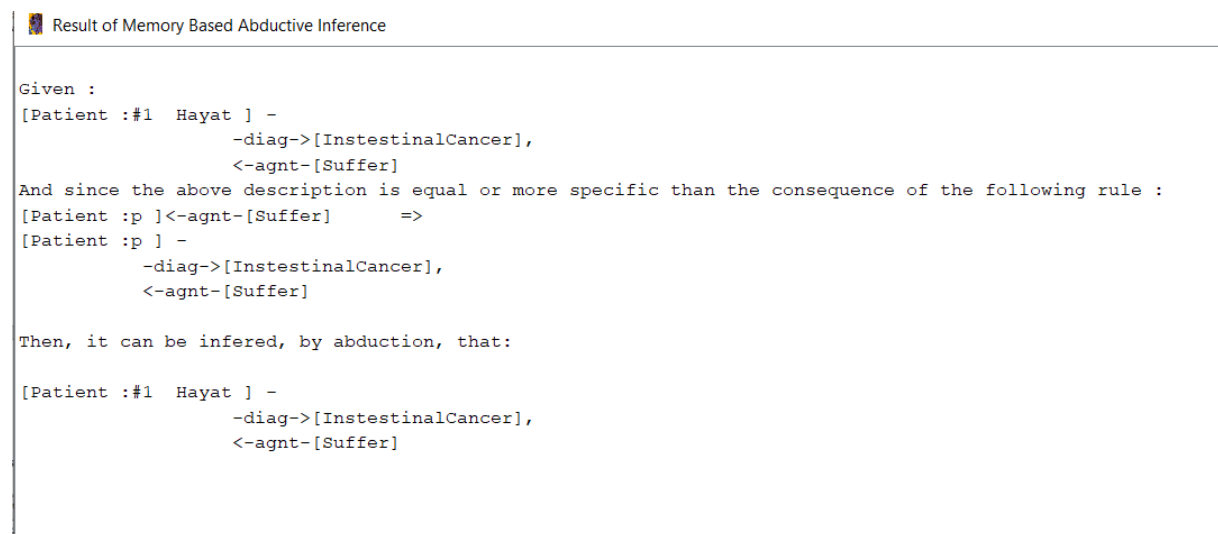 Result of Memory Based Abductive Inference
Given :
[Patient :#1  Hayat ] -
-diag->[InstestinalCancer],
<-agnt-[Suffer]
And since the above description is equal or more specific than the consequence of the following rule :
[Patient :p ]<-agnt-[Suffer]      =>
[Patient :p ] -
-diag->[InstestinalCancer],
<-agnt-[Suffer]
Then, it can be infered, by abduction, that:
[Patient :#1  Hayat ] -
-diag->[InstestinalCancer],
<-agnt-[Suffer]